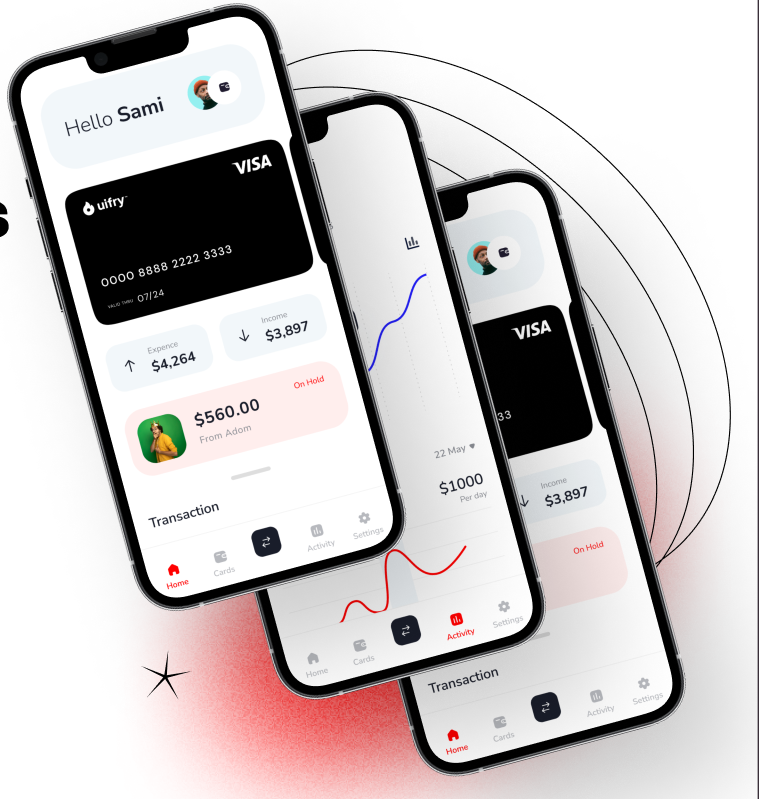 s
Hello Sami
VISA
uifry
0000 8888 2222 3333
VALID THRU 07/24
Expence
$4,264
Income
$3,897
On Hold
$560.00
From Adom
Transaction
Home
Cards
Activity
Settings
22 May
$1000
Per day
Home
Cards
Activity
Settings
VISA
33
Income
$3,897
On Hold
Transaction
Home
Cards
Activity
Settings